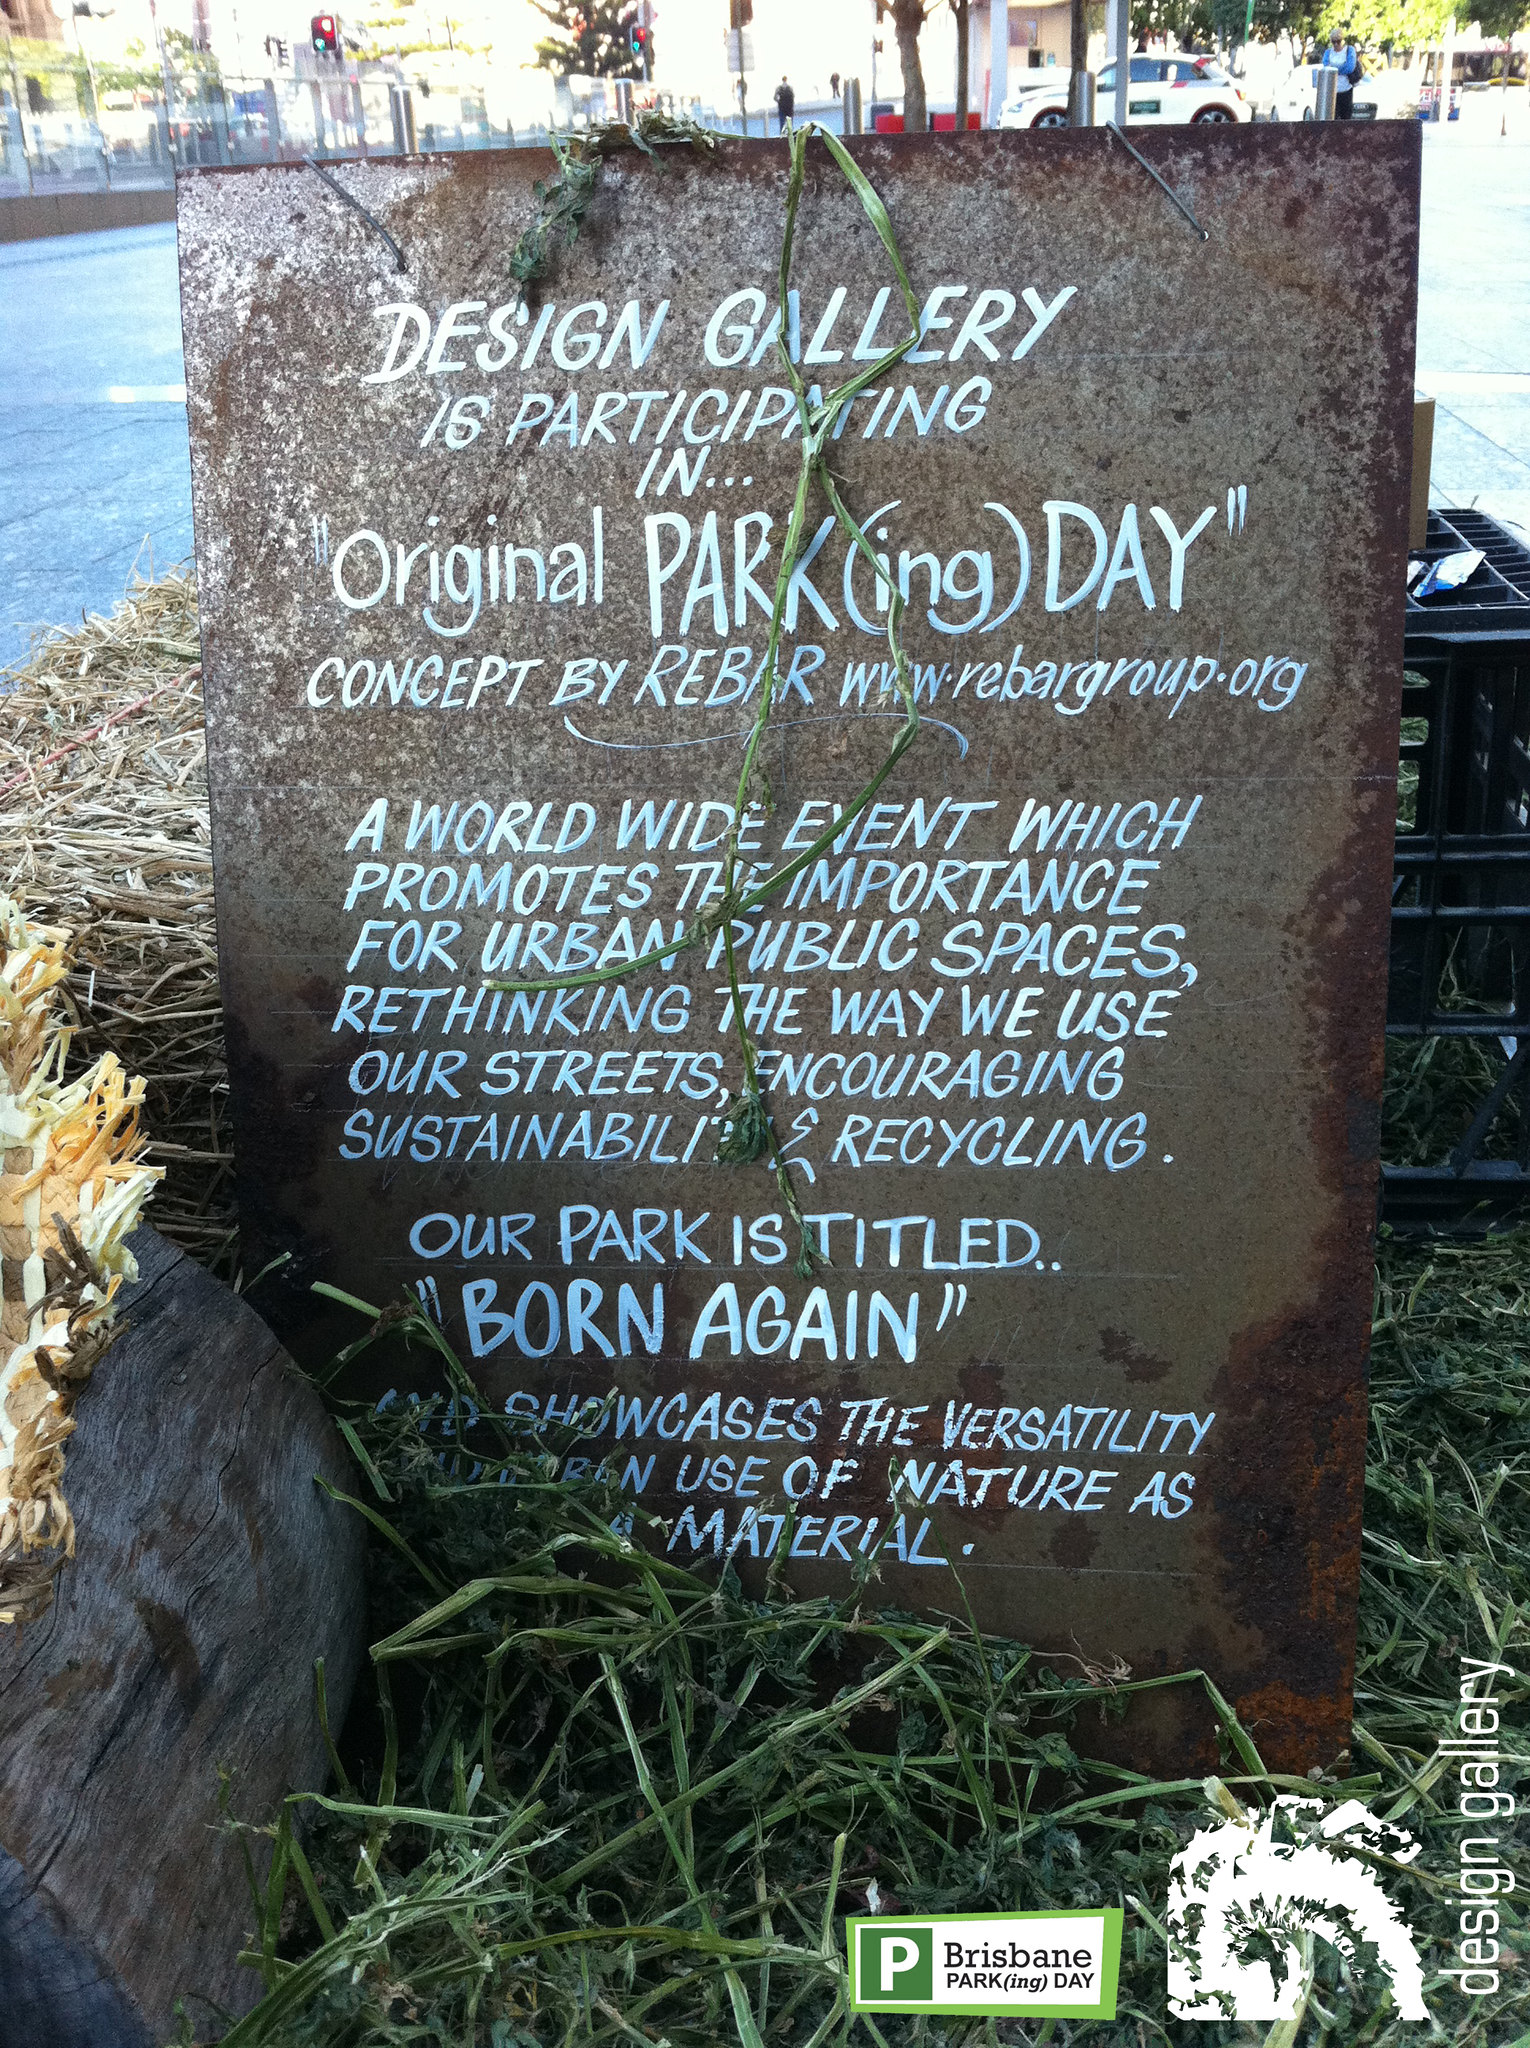 DESIGN GALLERY
IS PARTICIPATING
IN...
"Original PARK(ing) DAY"
CONCEPT BY REBAR www.rebargroup.org
A WORLD WIDE EVENT WHICH
PROMOTES THE IMPORTANCE
FOR URBAN PUBLIC SPACES,
RETHINKING THE WAY WE USE
OUR STREETS, ENCOURAGING
SUSTAINABILITY & RECYCLING.
OUR PARK IS TITLED..
"BORN AGAIN"
AND SHOWCASES THE VERSATILITY
URBAN USE OF NATURE AS
A MATERIAL.
P Brisbane
PARK(ing) DAY
design gallery